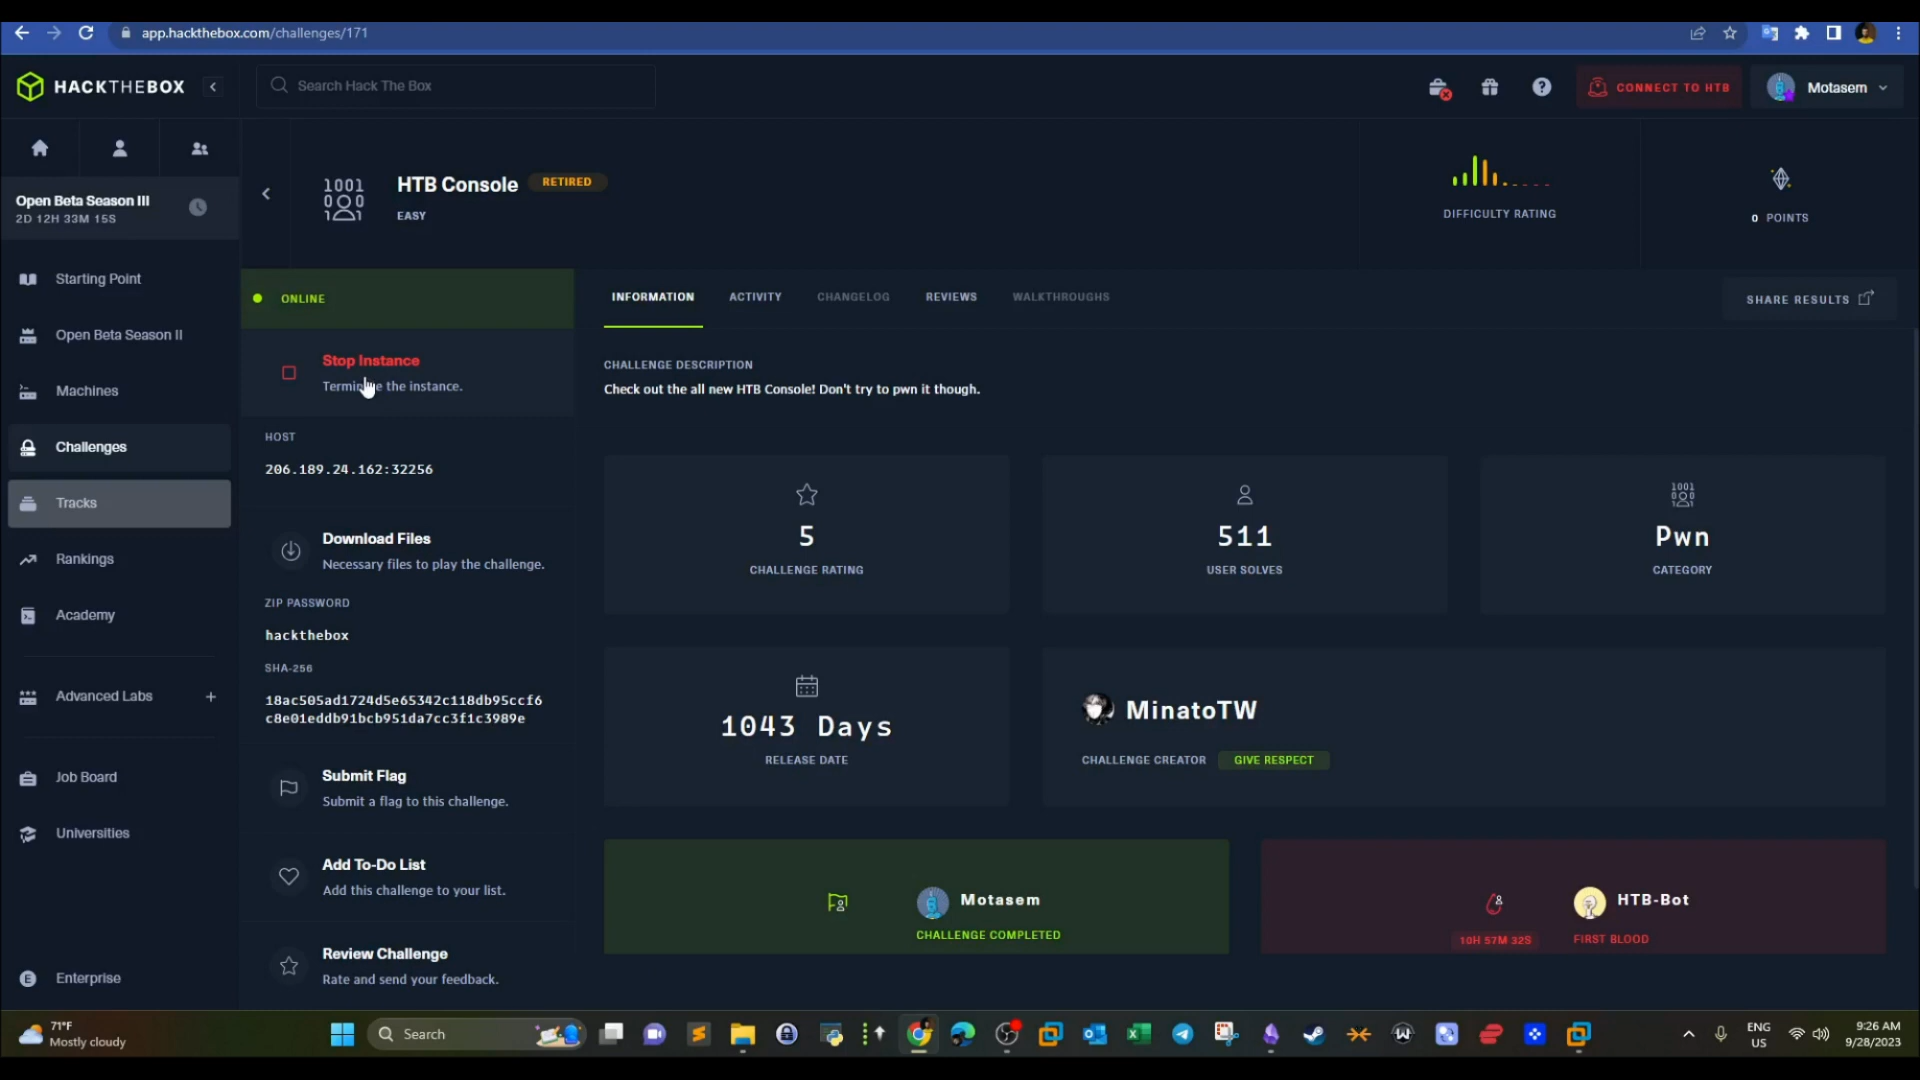 app.hackthebox.com/challenges/171
HACKTHEBOX
Search Hack The Box
CONNECT TO HTB
Motasem
Open Beta Season III
2D 12H 33M 15S
HTB Console
RETIRED
EASY
DIFFICULTY RATING
0 POINTS
Starting Point
Open Beta Season II
Machines
Challenges
Tracks
Rankings
Academy
Advanced Labs
Job Board
Universities
Enterprise
ONLINE
Stop Instance
Terminate the instance.
HOST
206.189.24.162:32256
Download Files
Necessary files to play the challenge.
ZIP PASSWORD
hackthebox
SHA-256
18ac505ad1724d5e65342c118db95ccf6
c8e01eddb91bcb951da7cc3f1c3989e
Submit Flag
Submit a flag to this challenge.
Add To-Do List
Add this challenge to your list.
Review Challenge
Rate and send your feedback.
INFORMATION
ACTIVITY
CHANGELOG
REVIEWS
WALKTHROUGHS
SHARE RESULTS
CHALLENGE DESCRIPTION
Check out the all new HTB Console! Don't try to pwn it though.
5
CHALLENGE RATING
511
USER SOLVES
1001
Pwn
CATEGORY
1043 Days
RELEASE DATE
MinatoTW
CHALLENGE CREATOR
GIVE RESPECT
Motasem
CHALLENGE COMPLETED
HTB-Bot
10H 57M 32S
FIRST BLOOD
71°F
Mostly cloudy
Search
ENG
US
9:26 AM
9/28/2023